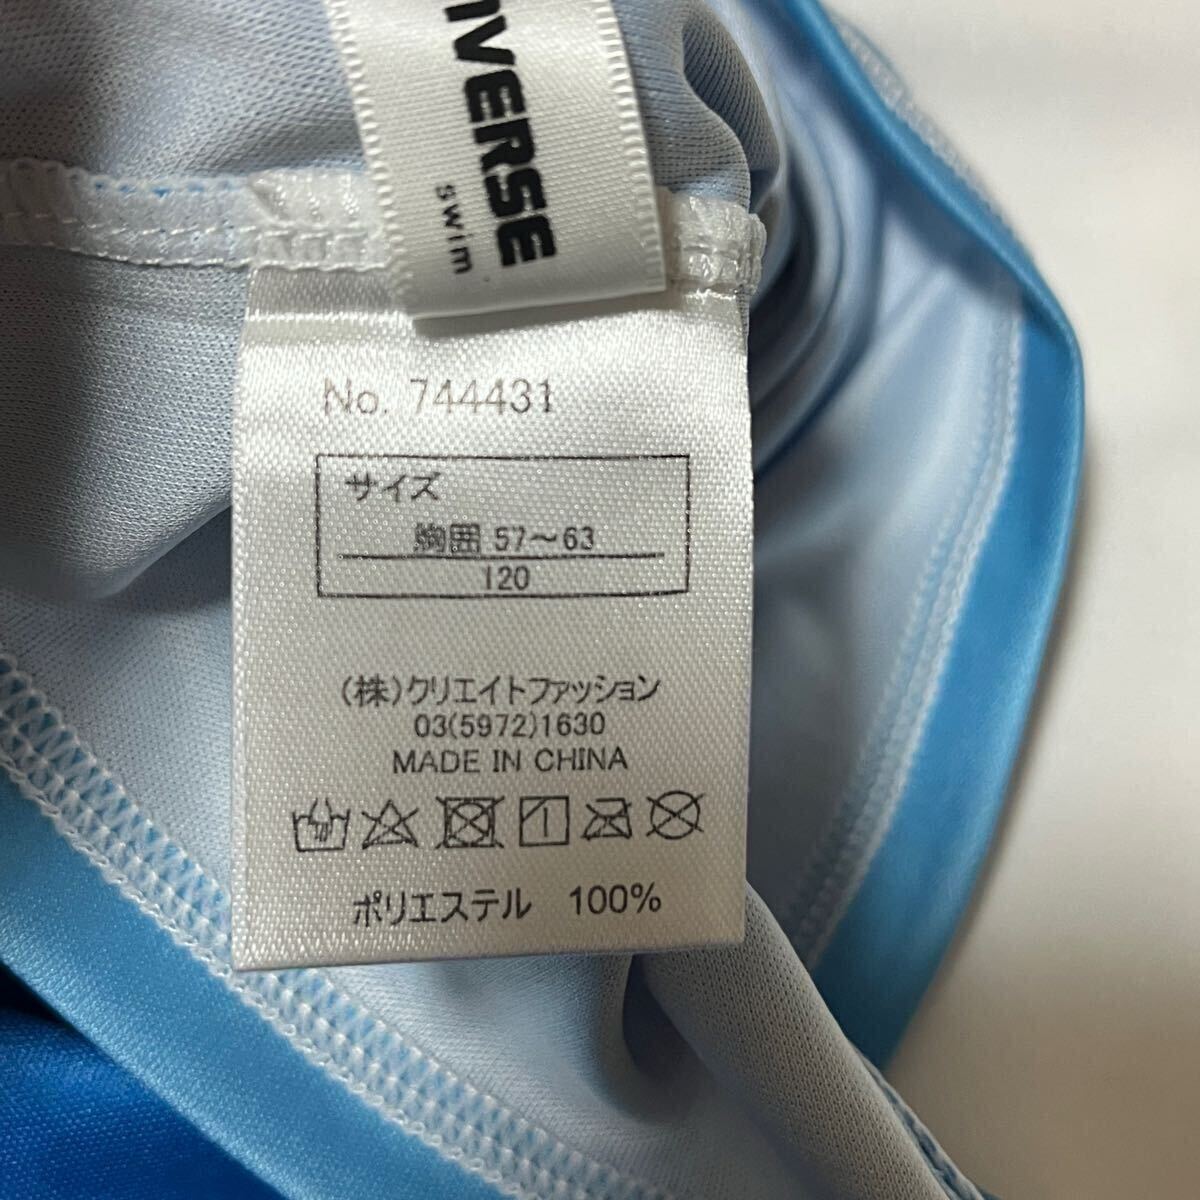 NVERSE
swim
No. 744431
サイズ
胸囲 57～63
120
(株)クリエイトファッション
03(5972)1630
MADE IN CHINA
ポリエステル 100%